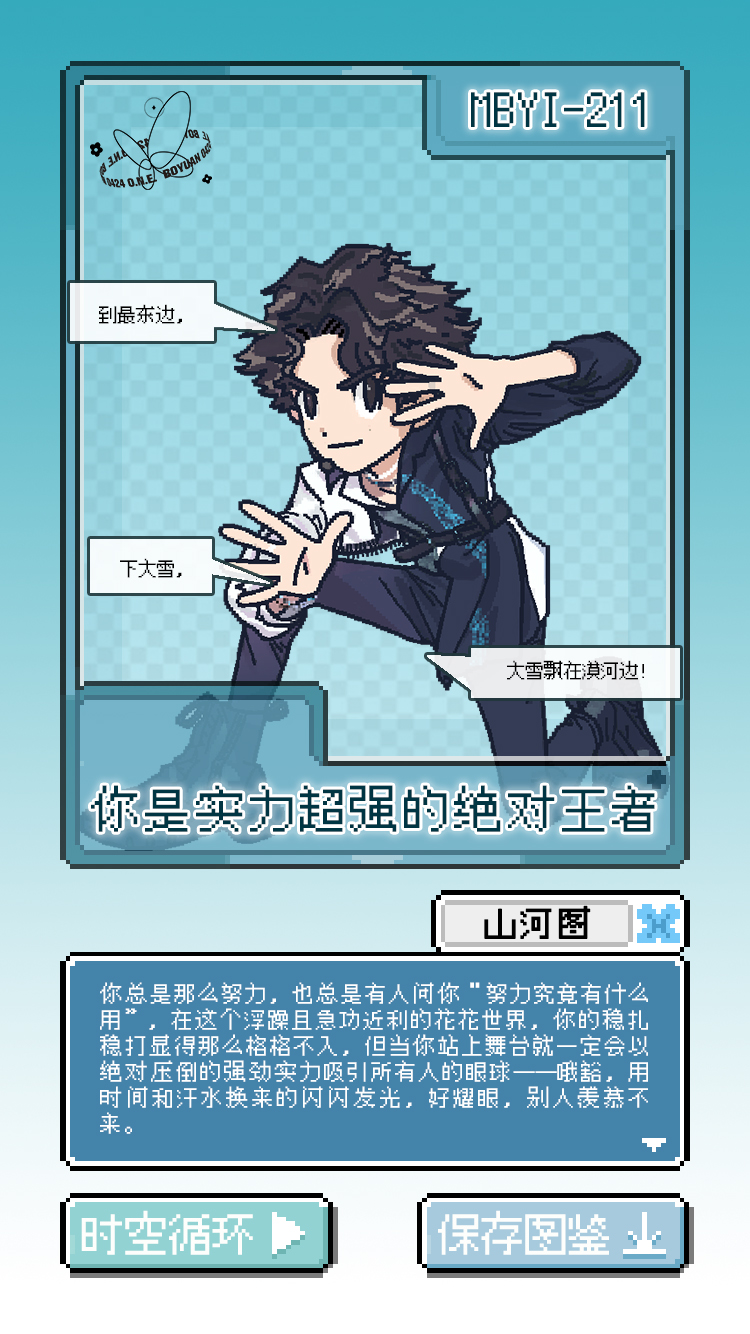 MBYI-211
0424 O.N.E. BOYUAN
到最东边，
下大雪，
大雪飘在漠河边！
你是实力超强的绝对王者
山河图
你总是那么努力，也总是有人问你“努力究竟有什么
用”，在这个浮躁且急功近利的花花世界，你的稳扎
稳打显得那么格格不入，但当你站上舞台就一定会以
绝对压倒的强劲实力吸引所有人的眼球——哦豁，用
时间和汗水换来的闪闪发光，好耀眼，别人羡慕不
来。
时空循环
保存图鉴